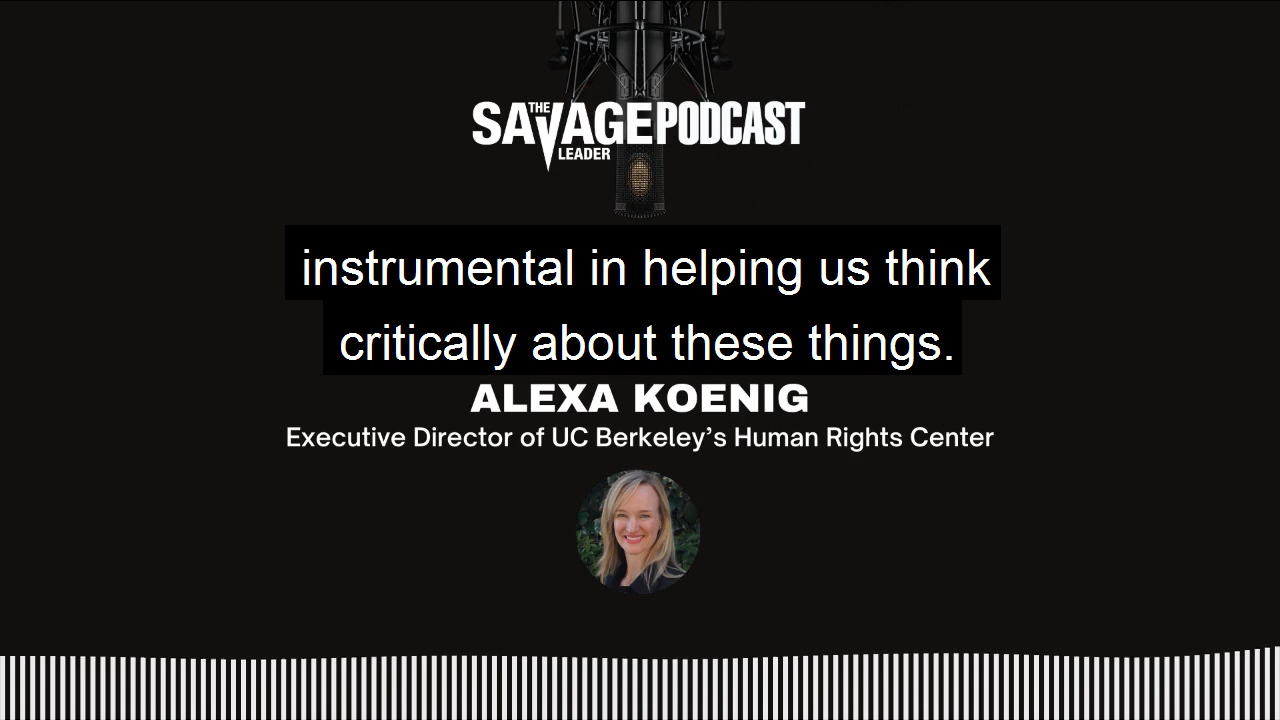 THE SAVAGE LEADER PODCAST
instrumental in helping us think
critically about these things.
ALEXA KOENIG
Executive Director of UC Berkeley’s Human Rights Center